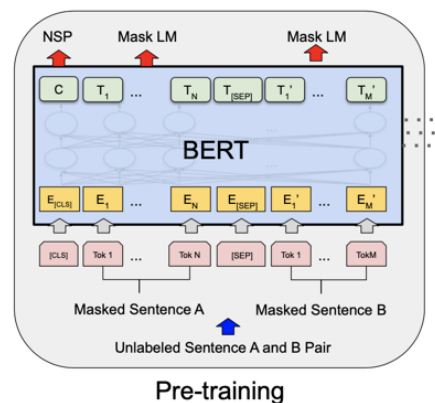 NSP Mask LM Mask LM
C T1 ... TN T[SEP] T1' ... TM'
BERT
E[CLS] E1 ... EN E[SEP] E1' ... EM'
[CLS] Tok 1 ... Tok N [SEP] Tok 1 ... TokM
Masked Sentence A Masked Sentence B
Unlabeled Sentence A and B Pair
Pre-training